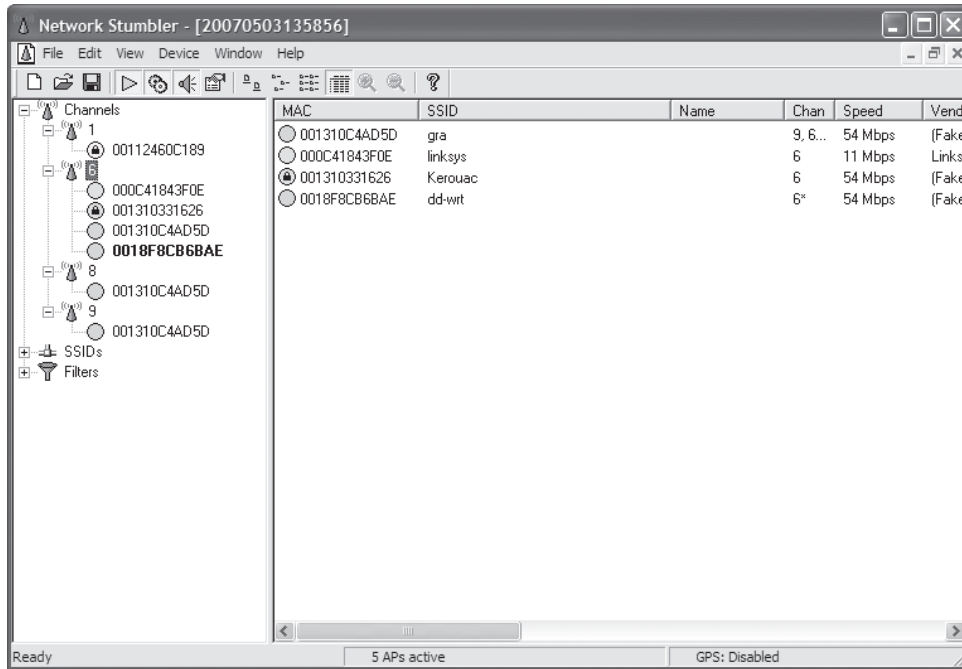 Network Stumbler - [20070503135856]
File Edit View Device Window Help
Channels
1
00112460C189
6
000C41843F0E
001310331626
001310C4AD5D
0018F8CB6BAE
8
001310C4AD5D
9
001310C4AD5D
SSIDs
Filters
MAC SSID Name Chan Speed Vend
001310C4AD5D gra 9, 6... 54 Mbps (Fake
000C41843F0E linksys 6 11 Mbps Links
001310331626 Kerouac 6 54 Mbps (Fake
0018F8CB6BAE dd-wrt 6* 54 Mbps (Fake
Ready 5 APs active GPS: Disabled